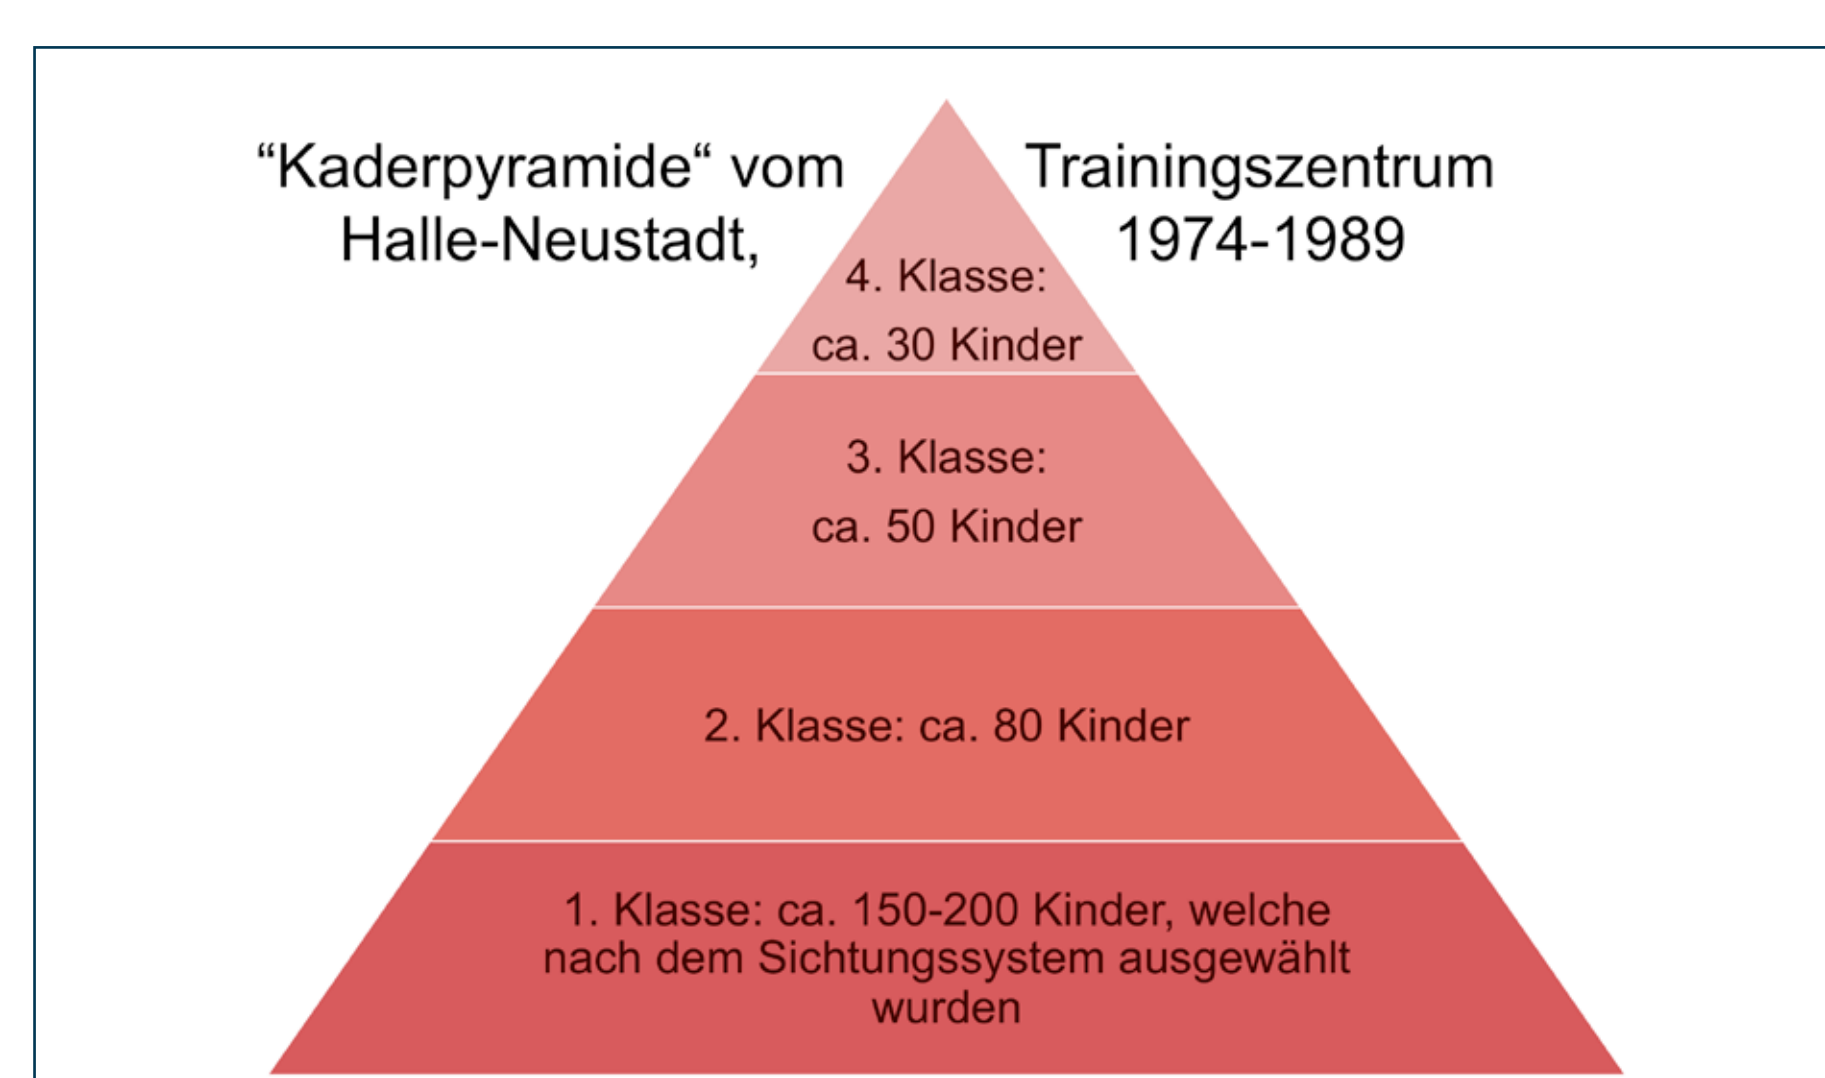 “Kaderpyramide“ vom Trainingszentrum
Halle-Neustadt, 1974-1989
4. Klasse:
ca. 30 Kinder
3. Klasse:
ca. 50 Kinder
2. Klasse: ca. 80 Kinder
1. Klasse: ca. 150-200 Kinder, welche
nach dem Sichtungssystem ausgewählt
wurden